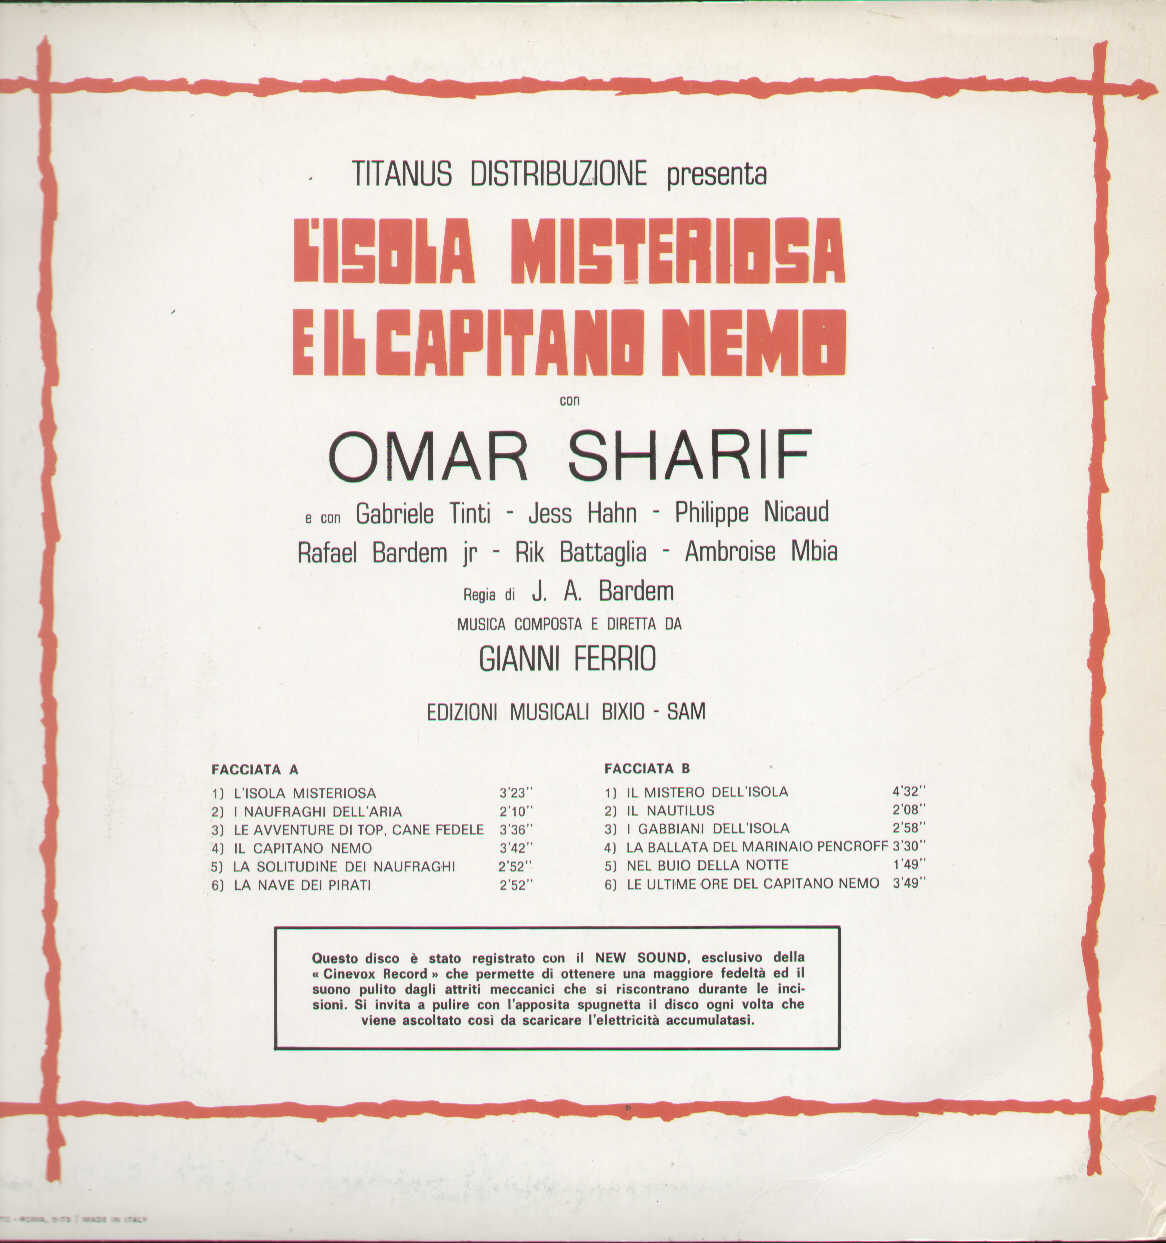 TITANUS DISTRIBUZIONE presenta
L'ISOLA MISTERIOSA
E IL CAPITANO NEMO
con
OMAR SHARIF
e con Gabriele Tinti - Jess Hahn - Philippe Nicaud
Rafael Bardem jr - Rik Battaglia - Ambroise Mbia
Regia di J. A. Bardem
MUSICA COMPOSTA E DIRETTA DA
GIANNI FERRIO
EDIZIONI MUSICALI BIXIO - SAM
FACCIATA A
1) L'ISOLA MISTERIOSA 3'23"
2) I NAUFRAGHI DELL'ARIA 2'10"
3) LE AVVENTURE DI TOP, CANE FEDELE 3'36"
4) IL CAPITANO NEMO 3'42"
5) LA SOLITUDINE DEI NAUFRAGHI 2'52"
6) LA NAVE DEI PIRATI 2'52"
FACCIATA B
1) IL MISTERO DELL'ISOLA 4'32"
2) IL NAUTILUS 2'08"
3) I GABBIANI DELL'ISOLA 2'58"
4) LA BALLATA DEL MARINAIO PENCROFF 3'30"
5) NEL BUIO DELLA NOTTE 1'49"
6) LE ULTIME ORE DEL CAPITANO NEMO 3'49"
Questo disco è stato registrato con il NEW SOUND, esclusivo della
« Cinevox Record » che permette di ottenere una maggiore fedeltà ed il
suono pulito dagli attriti meccanici che si riscontrano durante le inci-
sioni. Si invita a pulire con l'apposita spugnetta il disco ogni volta che
viene ascoltato così da scaricare l'elettricità accumulatasi.
ROMA, MADE IN ITALY